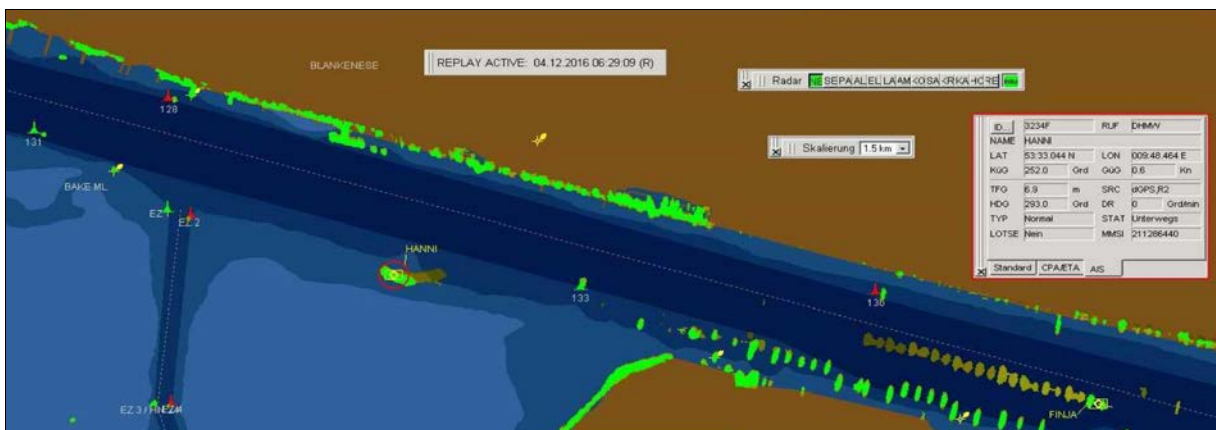 BLANKENESE
REPLAY ACTIVE: 04.12.2016 06:29:09 (R)
Radar
Skalierung 1.5 km
128
131
BAKE ML
EZ 2
HANNI
133
136
FINJA
ID... 3234F RUF DHMW
NAME HANNI
LAT 53:33.044 N LON 009:48.464 E
KüG 252.0 Grd GüG 0.6 Kn
TFG 6.9 m SRC dGPS,R2
HDG 293.0 Grd DR 0 Grd/min
TYP Normal STAT Unterwegs
LOTSE Nein MMSI 211286440
Standard CPA/ETA AIS